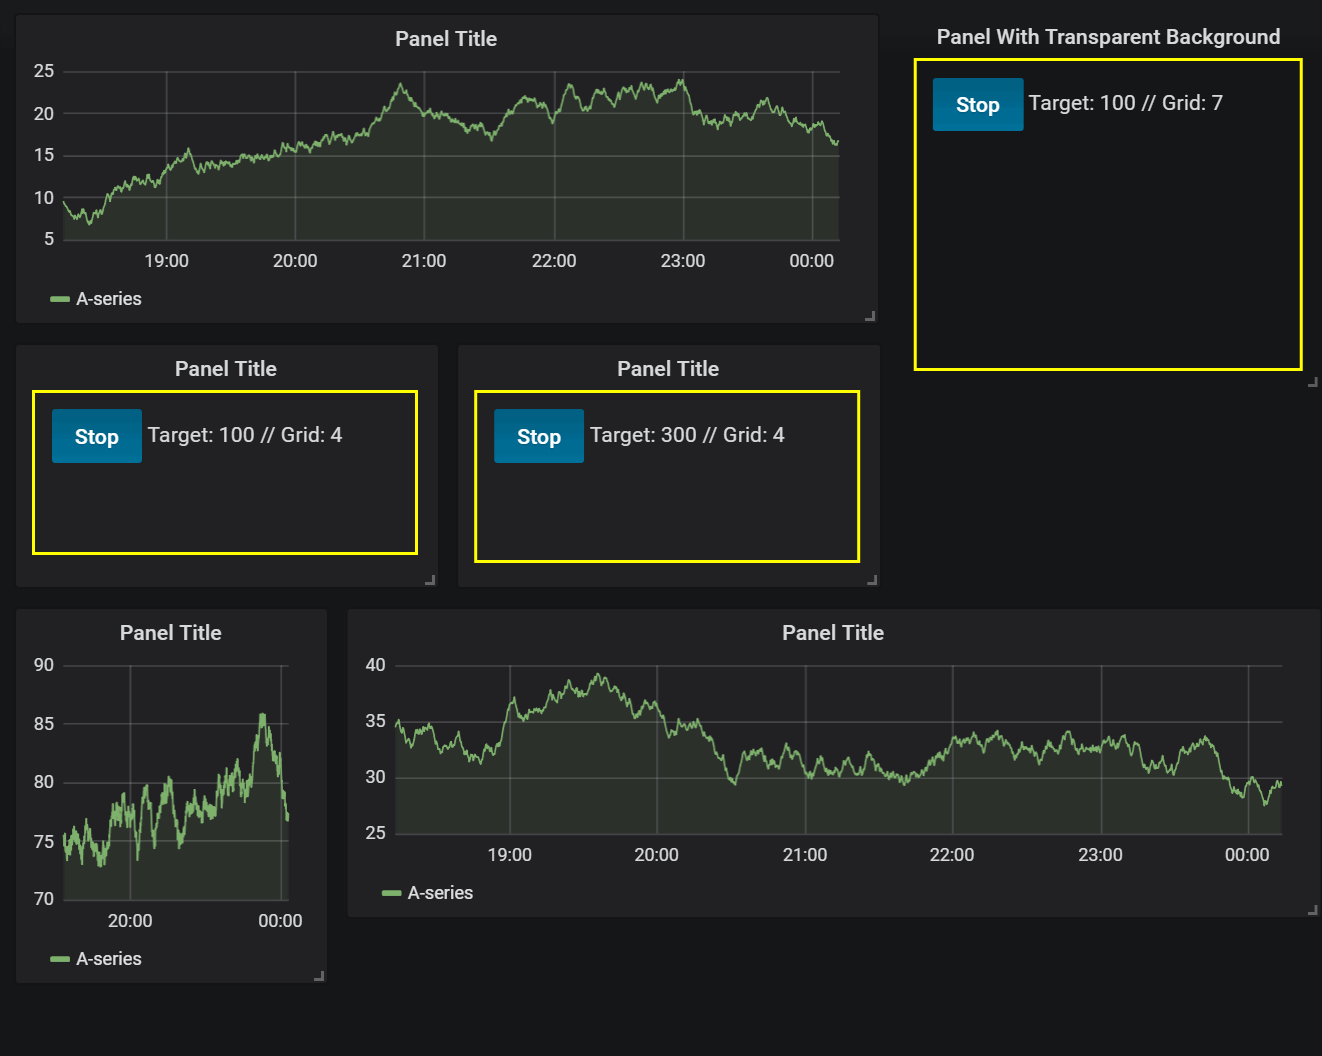 Panel Title
25
20
15
10
5
19:00 20:00 21:00 22:00 23:00 00:00
A-series
Panel With Transparent Background
Stop Target: 100 // Grid: 7
Panel Title
Stop Target: 100 // Grid: 4
Panel Title
Stop Target: 300 // Grid: 4
Panel Title
90
85
80
75
70
20:00 00:00
A-series
Panel Title
40
35
30
25
19:00 20:00 21:00 22:00 23:00 00:00
A-series